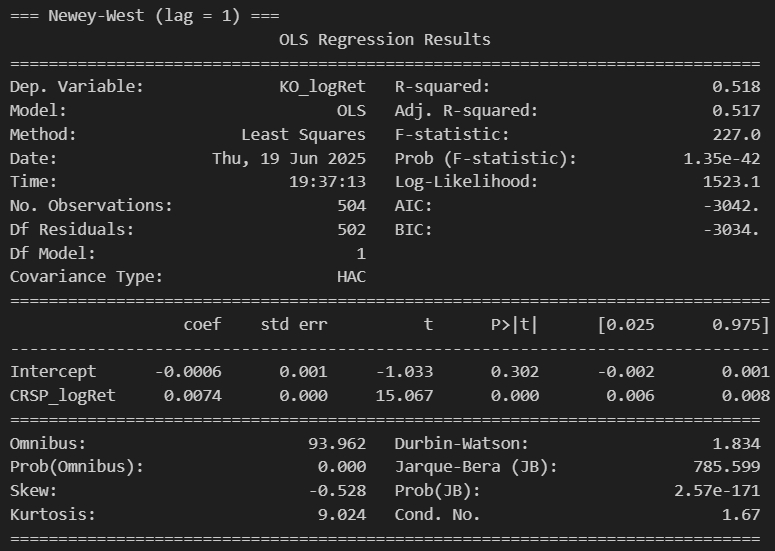 === Newey-West (lag = 1) ===
                            OLS Regression Results
==============================================================================
Dep. Variable:               KO_logRet   R-squared:                       0.518
Model:                             OLS   Adj. R-squared:                  0.517
Method:                  Least Squares   F-statistic:                     227.0
Date:                 Thu, 19 Jun 2025   Prob (F-statistic):           1.35e-42
Time:                         19:37:13   Log-Likelihood:                 1523.1
No. Observations:                  504   AIC:                            -3042.
Df Residuals:                      502   BIC:                            -3034.
Df Model:                            1
Covariance Type:                   HAC
===============================================================================
                 coef    std err          t      P>|t|      [0.025      0.975]
-------------------------------------------------------------------------------
Intercept     -0.0006      0.001     -1.033      0.302      -0.002       0.001
CRSP_logRet    0.0074      0.000     15.067      0.000       0.006       0.008
==============================================================================
Omnibus:                       93.962   Durbin-Watson:                   1.834
Prob(Omnibus):                  0.000   Jarque-Bera (JB):              785.599
Skew:                          -0.528   Prob(JB):                    2.57e-171
Kurtosis:                       9.024   Cond. No.                         1.67
==============================================================================